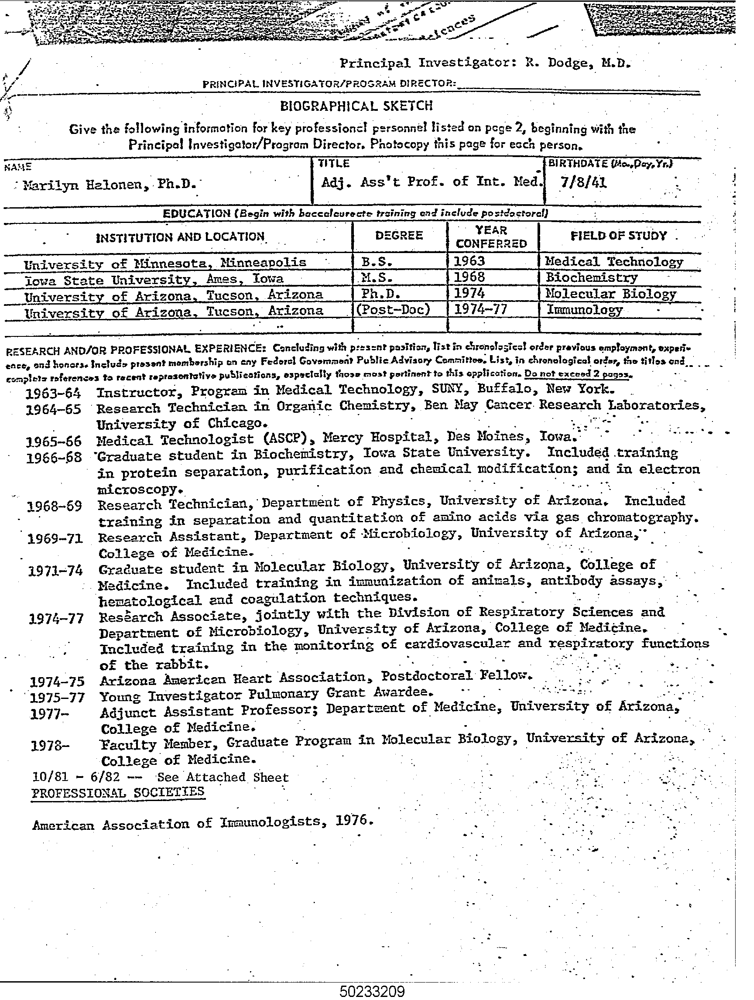 Sciences
Principal Investigator: R. Dodge, M.D.
PRINCIPAL INVESTIGATOR/PROGRAM DIRECTOR:
BIOGRAPHICAL SKETCH
Give the following information for key professional personnel listed on page 2, beginning with the
Principal Investigator/Program Director. Photocopy this page for each person.
NAME TITLE BIRTHDATE (Mo., Day, Yr.)
Marilyn Halonen, Ph.D. Adj. Ass't Prof. of Int. Med. 7/8/41
EDUCATION (Begin with baccalaureate training and include postdoctoral)
INSTITUTION AND LOCATION DEGREE YEAR CONFERRED FIELD OF STUDY
University of Minnesota, Minneapolis B.S. 1963 Medical Technology
Iowa State University, Ames, Iowa M.S. 1968 Biochemistry
University of Arizona, Tucson, Arizona Ph.D. 1974 Molecular Biology
University of Arizona, Tucson, Arizona (Post-Doc) 1974-77 Immunology
RESEARCH AND/OR PROFESSIONAL EXPERIENCE: Concluding with present position, list in chronological order previous employment, experi-
ence, and honors. Include present membership on any Federal Government Public Advisory Committee. List, in chronological order, the titles and
complete references to recent representative publications, especially those most pertinent to this application. Do not exceed 2 pages.
1963-64 Instructor, Program in Medical Technology, SUNY, Buffalo, New York.
1964-65 Research Technician in Organic Chemistry, Ben May Cancer Research Laboratories,
University of Chicago.
1965-66 Medical Technologist (ASCP), Mercy Hospital, Des Moines, Iowa.
1966-68 Graduate student in Biochemistry, Iowa State University. Included training
in protein separation, purification and chemical modification; and in electron
microscopy.
1968-69 Research Technician, Department of Physics, University of Arizona. Included
training in separation and quantitation of amino acids via gas chromatography.
1969-71 Research Assistant, Department of Microbiology, University of Arizona,
College of Medicine.
1971-74 Graduate student in Molecular Biology, University of Arizona, College of
Medicine. Included training in immunization of animals, antibody assays,
hematological and coagulation techniques.
1974-77 Research Associate, jointly with the Division of Respiratory Sciences and
Department of Microbiology, University of Arizona, College of Medicine.
Included training in the monitoring of cardiovascular and respiratory functions
of the rabbit.
1974-75 Arizona American Heart Association, Postdoctoral Fellow.
1975-77 Young Investigator Pulmonary Grant Awardee.
1977- Adjunct Assistant Professor; Department of Medicine, University of Arizona,
College of Medicine.
1978- Faculty Member, Graduate Program in Molecular Biology, University of Arizona,
College of Medicine.
10/81 - 6/82 -- See Attached Sheet
PROFESSIONAL SOCIETIES
American Association of Immunologists, 1976.
50233209